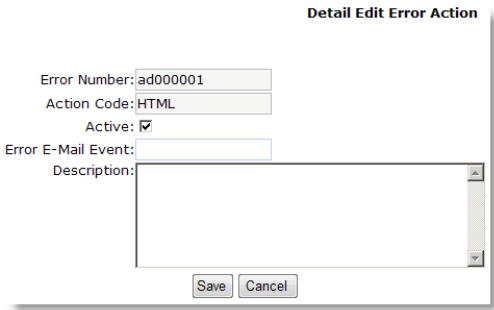 Detail Edit Error Action
Error Number: ad000001
Action Code: HTML
Active:
Error E-Mail Event:
Description:
Save Cancel